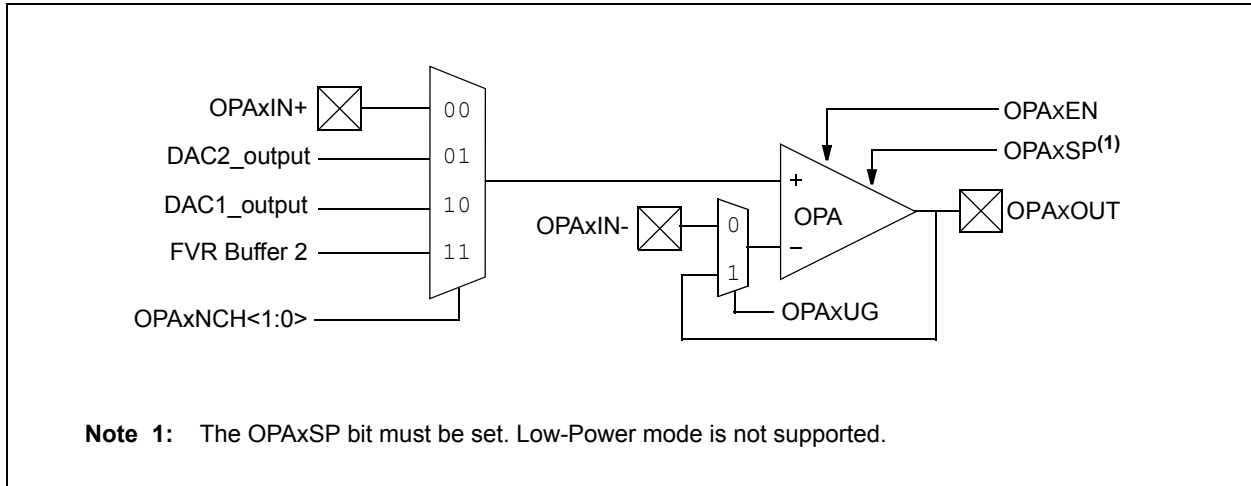 OPAxIN+
00
DAC2_output
01
DAC1_output
10
FVR Buffer 2
11
OPAxNCH<1:0>
OPAxEN
OPAxSP(1)
+
OPA
OPAxOUT
OPAxIN-
0
–
1
OPAxUG
Note 1: The OPAxSP bit must be set. Low-Power mode is not supported.